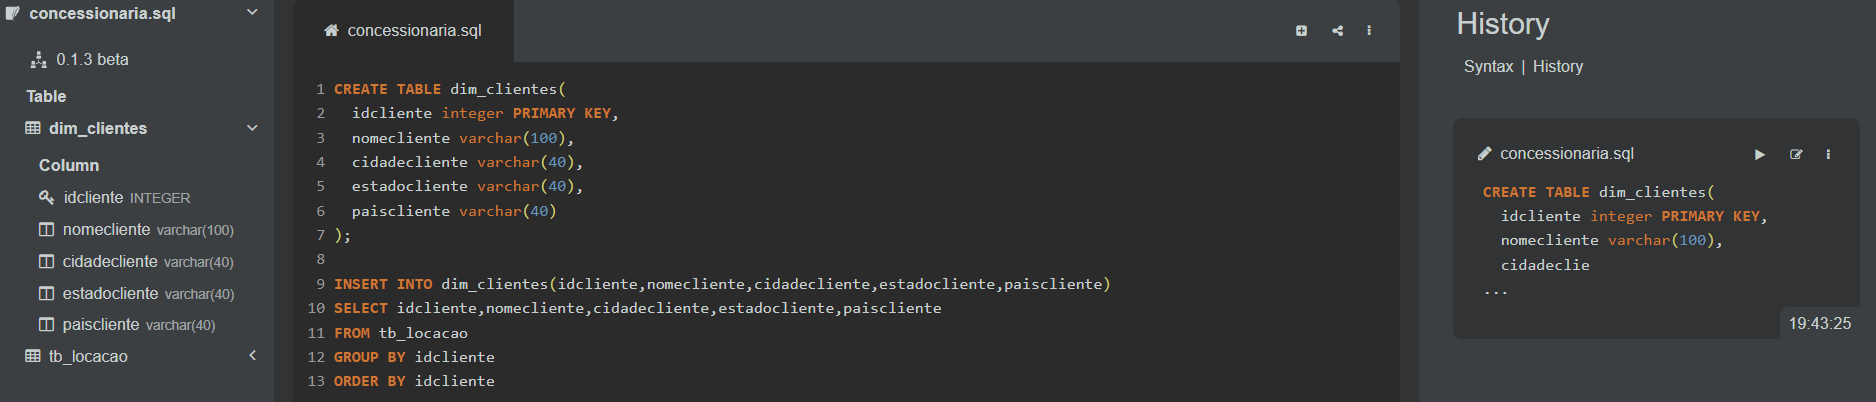 concessionaria.sql
0.1.3 beta
Table
dim_clientes
Column
idcliente INTEGER
nomecliente varchar(100)
cidadecliente varchar(40)
estadocliente varchar(40)
paiscliente varchar(40)
tb_locacao
concessionaria.sql
1 CREATE TABLE dim_clientes(
2 idcliente integer PRIMARY KEY,
3 nomecliente varchar(100),
4 cidadecliente varchar(40),
5 estadocliente varchar(40),
6 paiscliente varchar(40)
7 );
8
9 INSERT INTO dim_clientes(idcliente,nomecliente,cidadecliente,estadocliente,paiscliente)
10 SELECT idcliente,nomecliente,cidadecliente,estadocliente,paiscliente
11 FROM tb_locacao
12 GROUP BY idcliente
13 ORDER BY idcliente
History
Syntax | History
concessionaria.sql
CREATE TABLE dim_clientes(
idcliente integer PRIMARY KEY,
nomecliente varchar(100),
cidadeclie
...
19:43:25